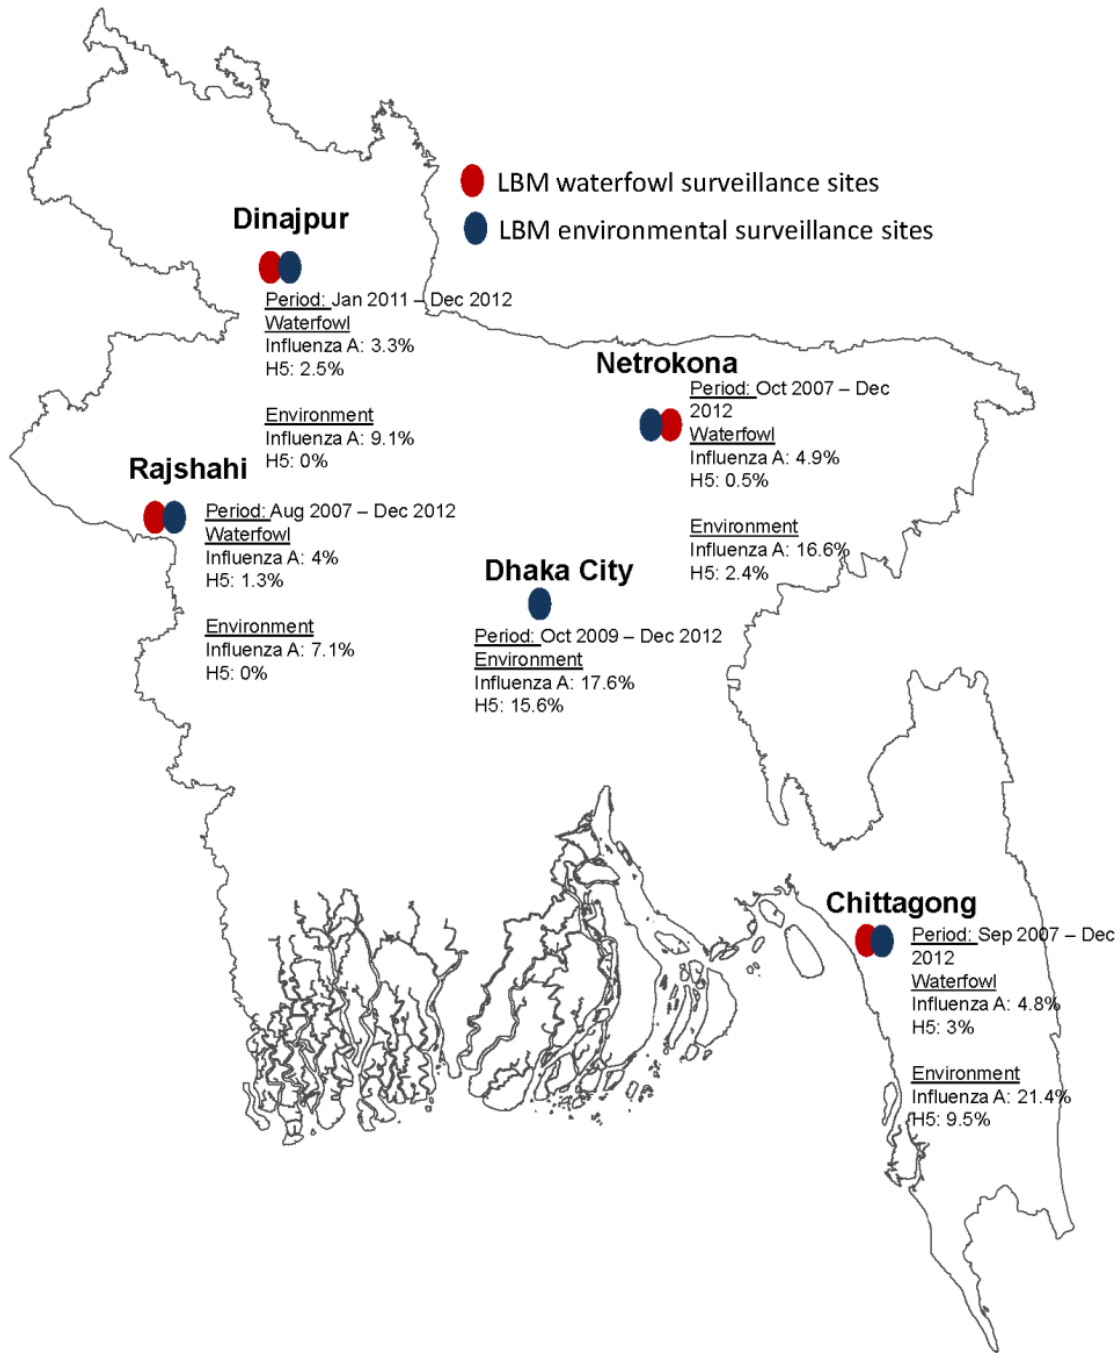 LBM waterfowl surveillance sites
LBM environmental surveillance sites
Dinajpur
Period: Jan 2011 – Dec 2012
Waterfowl
Influenza A: 3.3%
H5: 2.5%
Environment
Influenza A: 9.1%
H5: 0%
Netrokona
Period: Oct 2007 – Dec
2012
Waterfowl
Influenza A: 4.9%
H5: 0.5%
Environment
Influenza A: 16.6%
H5: 2.4%
Rajshahi
Period: Aug 2007 – Dec 2012
Waterfowl
Influenza A: 4%
H5: 1.3%
Environment
Influenza A: 7.1%
H5: 0%
Dhaka City
Period: Oct 2009 – Dec 2012
Environment
Influenza A: 17.6%
H5: 15.6%
Chittagong
Period: Sep 2007 – Dec
2012
Waterfowl
Influenza A: 4.8%
H5: 3%
Environment
Influenza A: 21.4%
H5: 9.5%